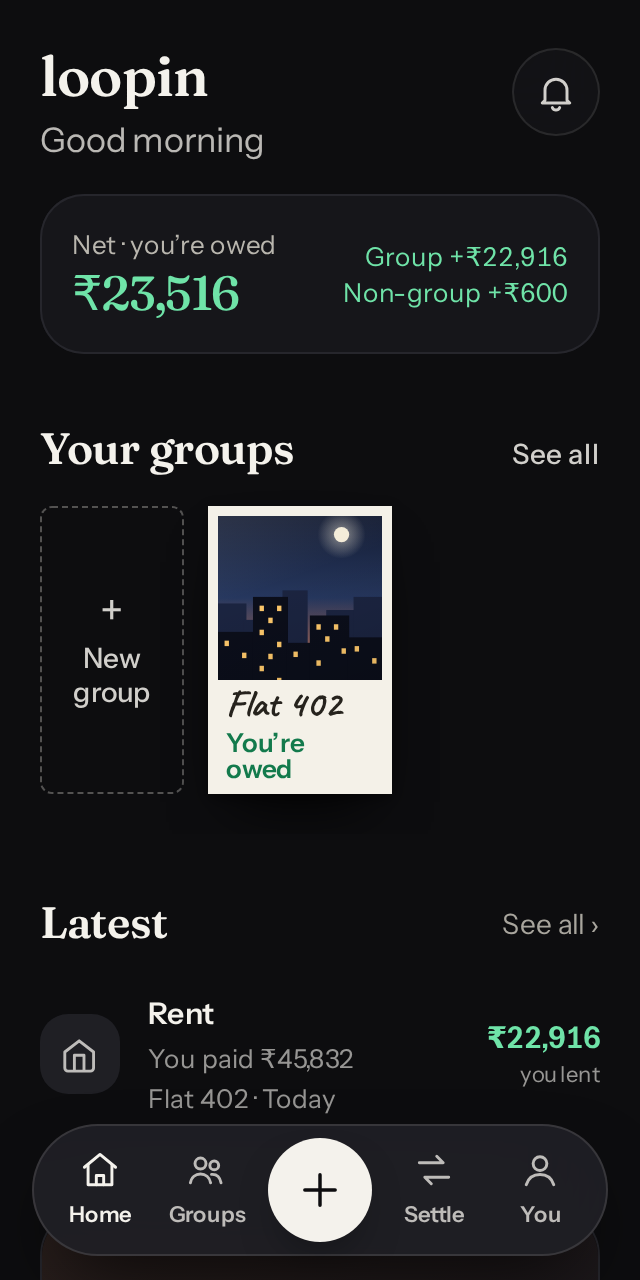 loopin
Good morning
Net · you’re owed
₹23,516
Group +₹22,916
Non-group +₹600
Your groups
See all
+
New
group
Flat 402
You’re
owed
Latest
See all ›
Rent
You paid ₹45,832
Flat 402 · Today
₹22,916
you lent
Home
Groups
Settle
You